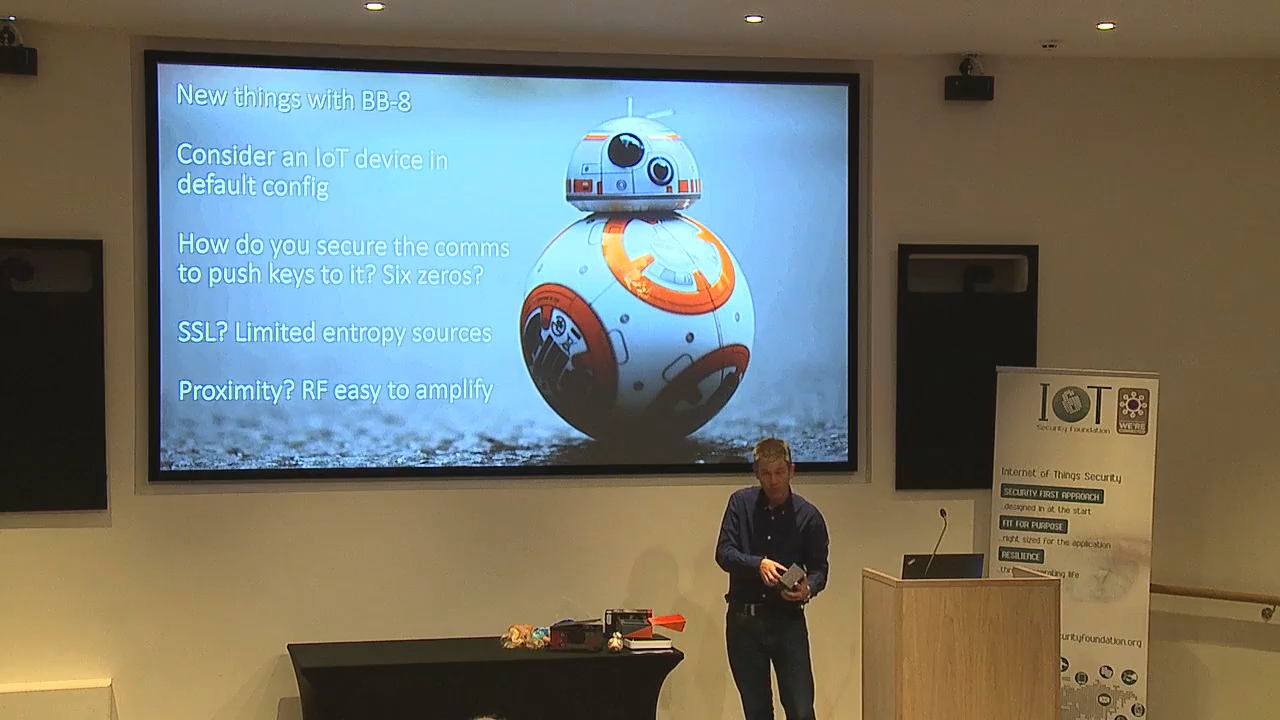 New things with BB-8
Consider an IoT device in
default config
How do you secure the comms
to push keys to it? Six zeros?
SSL? Limited entropy sources
Proximity? RF easy to amplify
IOT
Security Foundation
WE'RE
Internet of Things Security
SECURITY FIRST APPROACH
...designed in at the start
FIT FOR PURPOSE
...right sized for the application
RESILIENCE
life